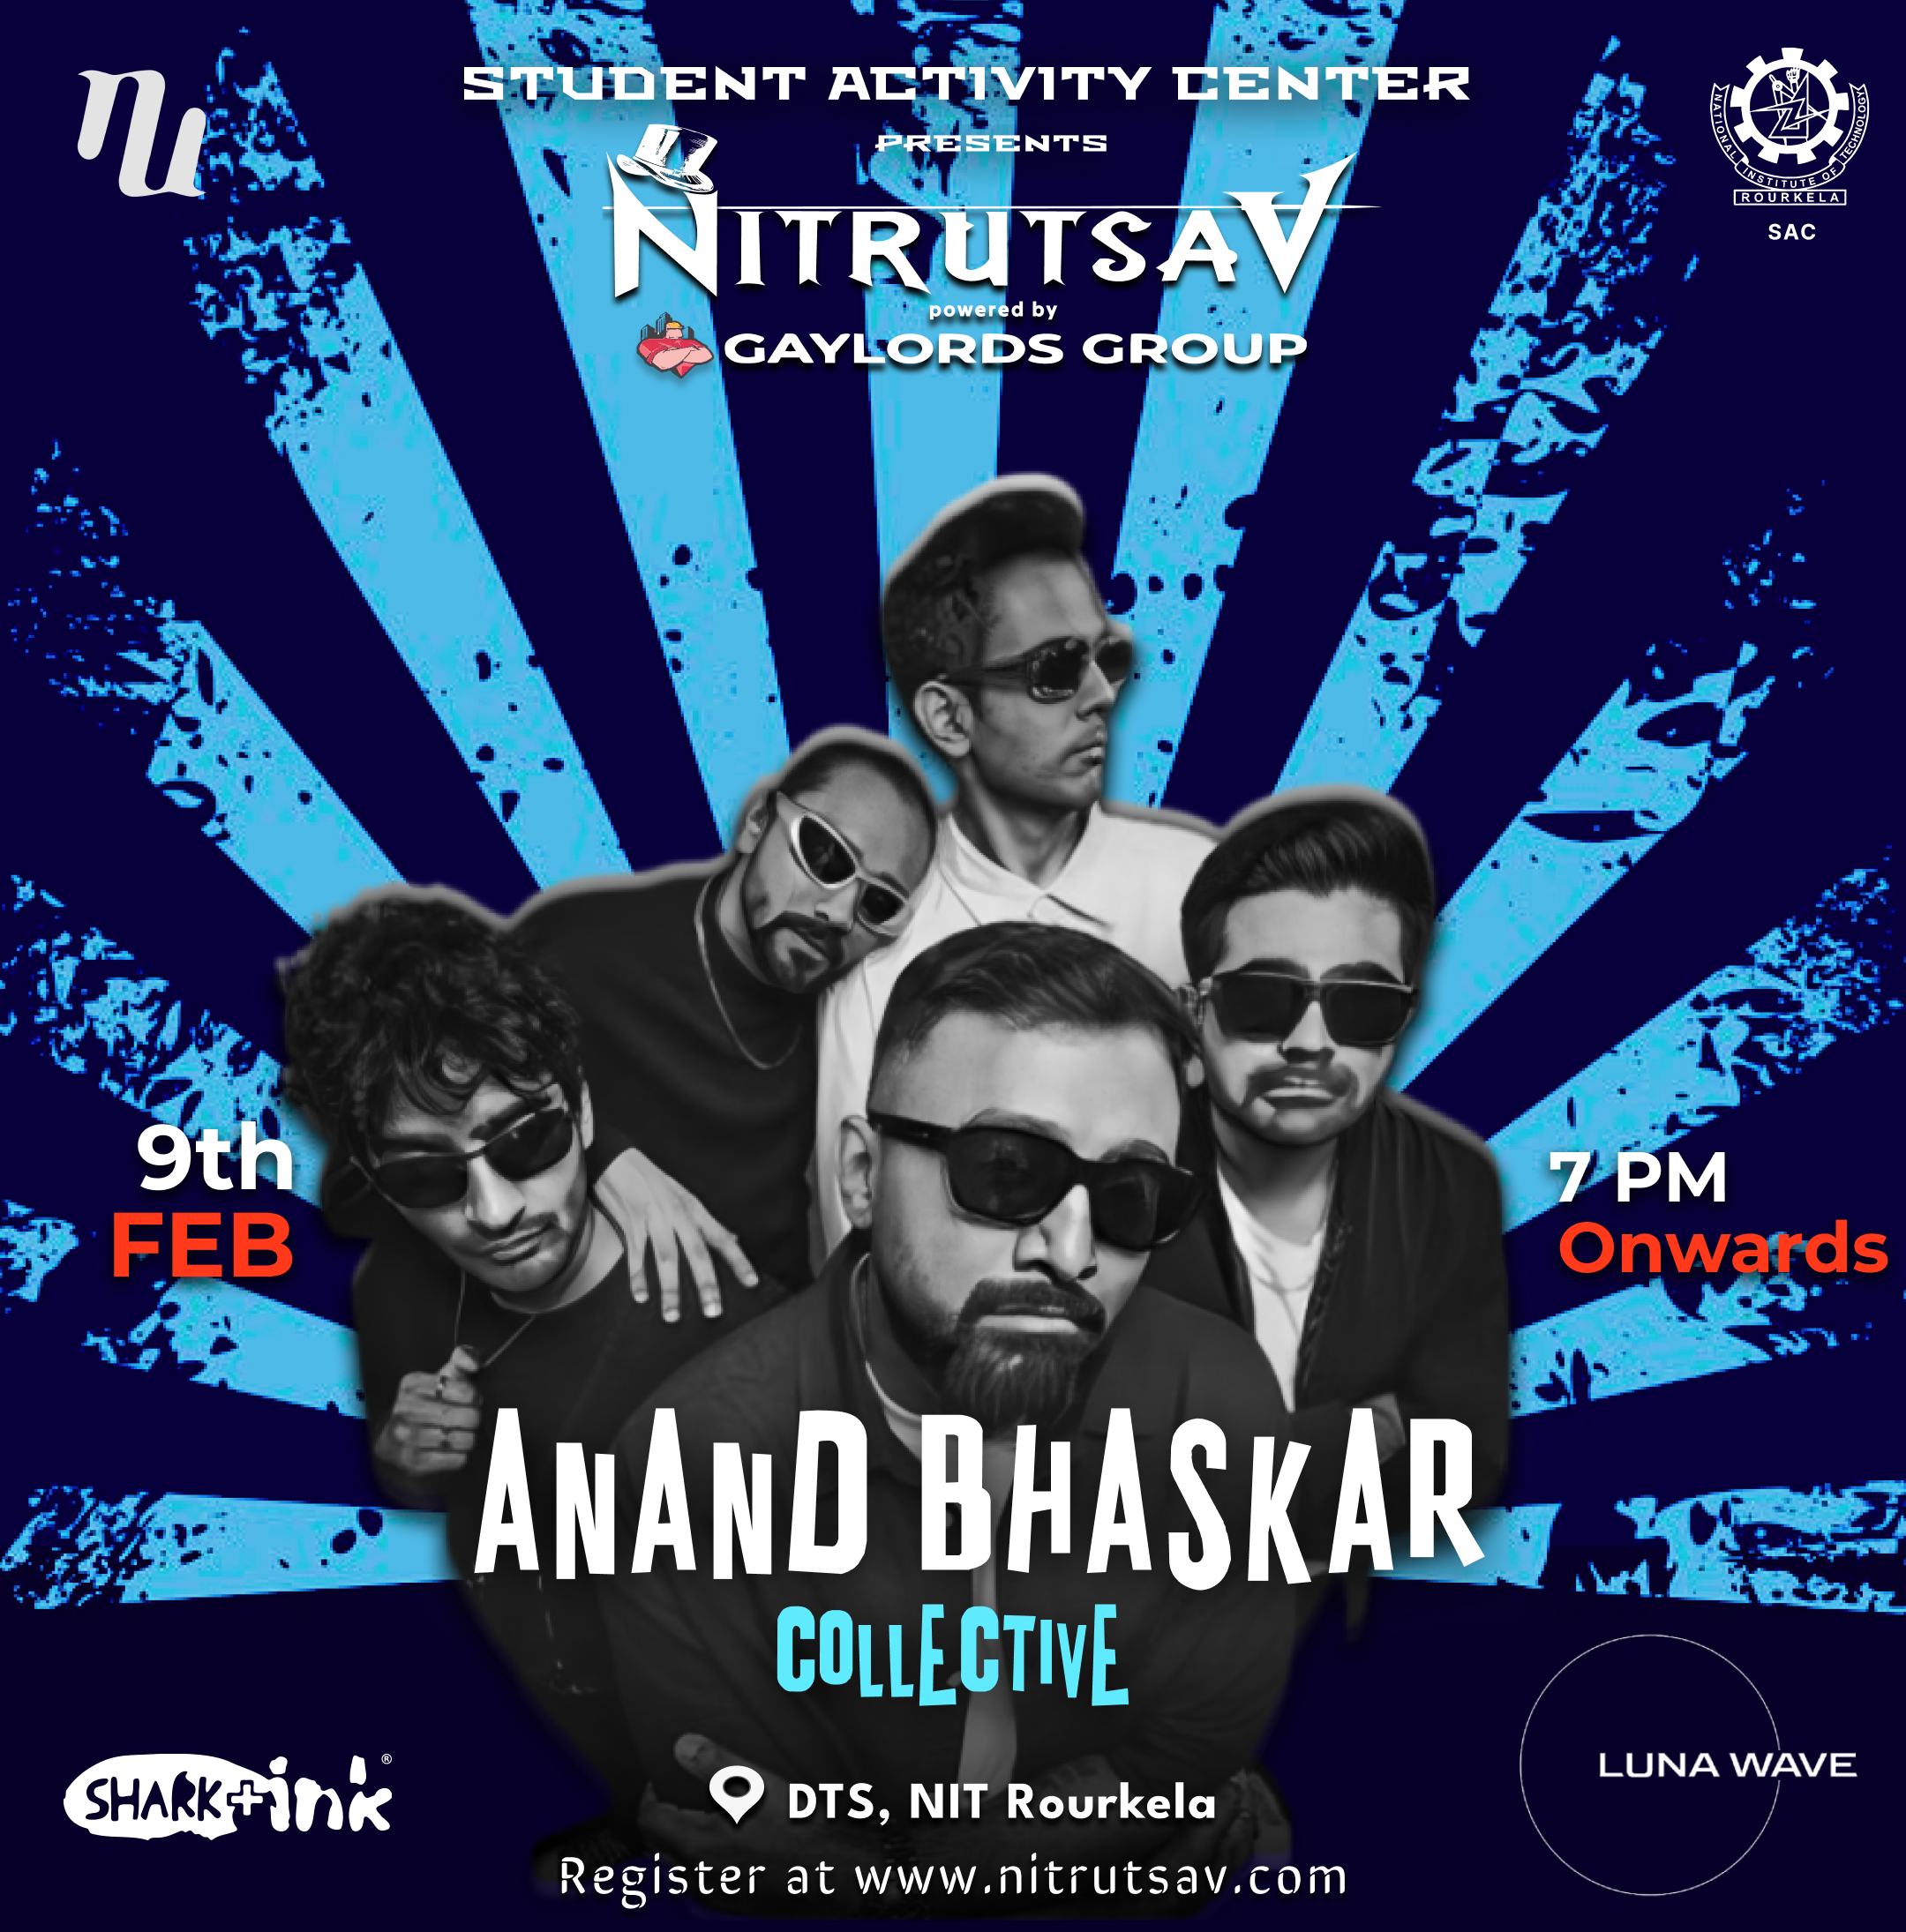 NU
STUDENT ACTIVITY CENTER
PRESENTS
NITRUTSAV
powered by
GAYLORDS GROUP
NATIONAL INSTITUTE OF TECHNOLOGY
ROURKELA
SAC
9th
FEB
7 PM
Onwards
ANAND BHASKAR
COLLECTIVE
SHARK+ink®
DTS, NIT Rourkela
Register at www.nitrutsav.com
LUNA WAVE